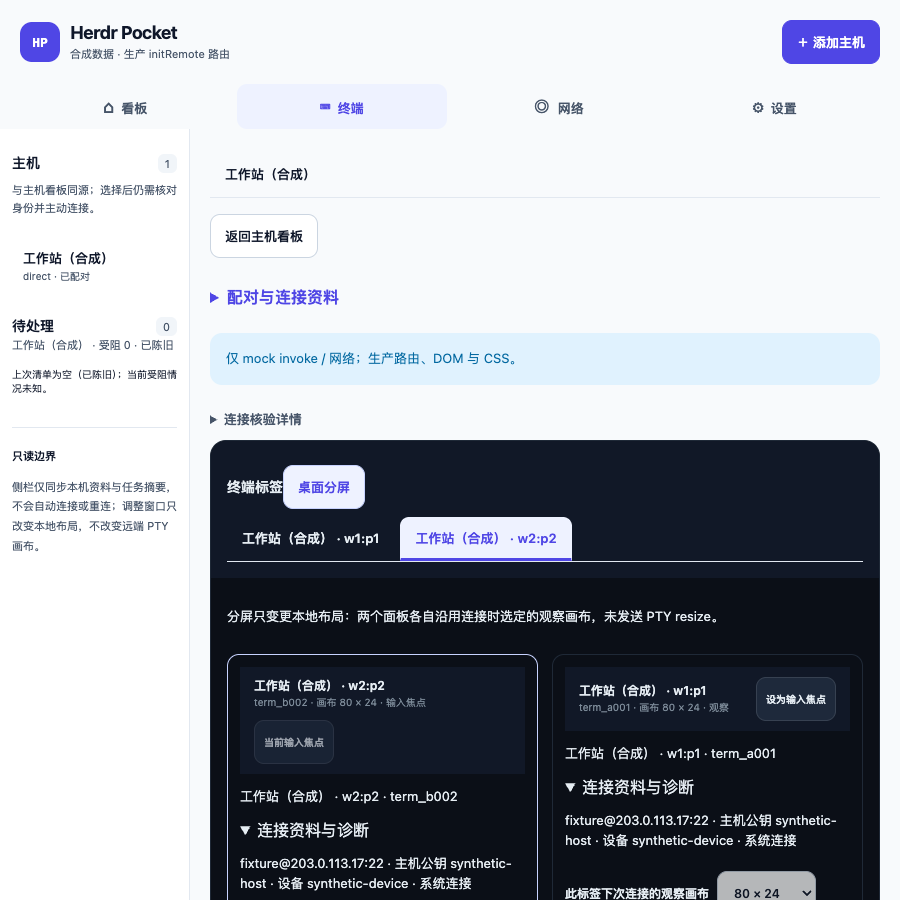 HP
Herdr Pocket
合成数据 · 生产 initRemote 路由
+ 添加主机
看板
终端
网络
设置
主机
1
与主机看板同源；选择后仍需核对
身份并主动连接。
工作站（合成）
direct · 已配对
待处理
0
工作站（合成） · 受阻 0 · 已陈旧
上次清单为空（已陈旧）；当前受阻情
况未知。
只读边界
侧栏仅同步本机资料与任务摘要，
不会自动连接或重连；调整窗口只
改变本地布局，不改变远端 PTY
画布。
工作站（合成）
返回主机看板
配对与连接资料
仅 mock invoke / 网络；生产路由、DOM 与 CSS。
连接核验详情
终端标签
桌面分屏
工作站（合成） · w1:p1
工作站（合成） · w2:p2
分屏只变更本地布局：两个面板各自沿用连接时选定的观察画布，未发送 PTY resize。
工作站（合成） · w2:p2
term_b002 · 画布 80 × 24 · 输入焦点
当前输入焦点
工作站（合成） · w2:p2 · term_b002
连接资料与诊断
fixture@203.0.113.17:22 · 主机公钥 synthetic-
host · 设备 synthetic-device · 系统连接
工作站（合成） · w1:p1
term_a001 · 画布 80 × 24 · 观察
设为输入焦点
工作站（合成） · w1:p1 · term_a001
连接资料与诊断
fixture@203.0.113.17:22 · 主机公钥 synthetic-
host · 设备 synthetic-device · 系统连接
此标签下次连接的观察画布
80 × 24